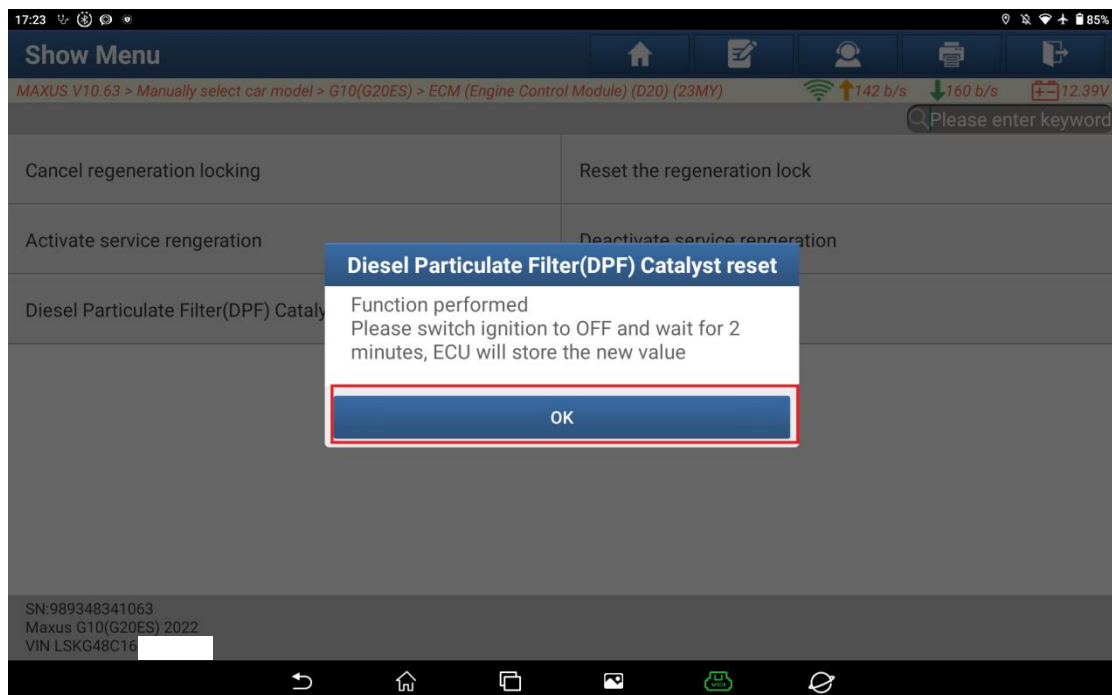 17:23
85%
Show Menu
MAXUS V10.63 > Manually select car model > G10(G20ES) > ECM (Engine Control Module) (D20) (23MY)
142 b/s
160 b/s
12.39V
Please enter keyword
Cancel regeneration locking
Reset the regeneration lock
Activate service rengeration
Deactivate service rengeration
Diesel Particulate Filter(DPF) Cataly
Diesel Particulate Filter(DPF) Catalyst reset
Function performed
Please switch ignition to OFF and wait for 2
minutes, ECU will store the new value
OK
SN:989348341063
Maxus G10(G20ES) 2022
VIN LSKG48C16
VCI